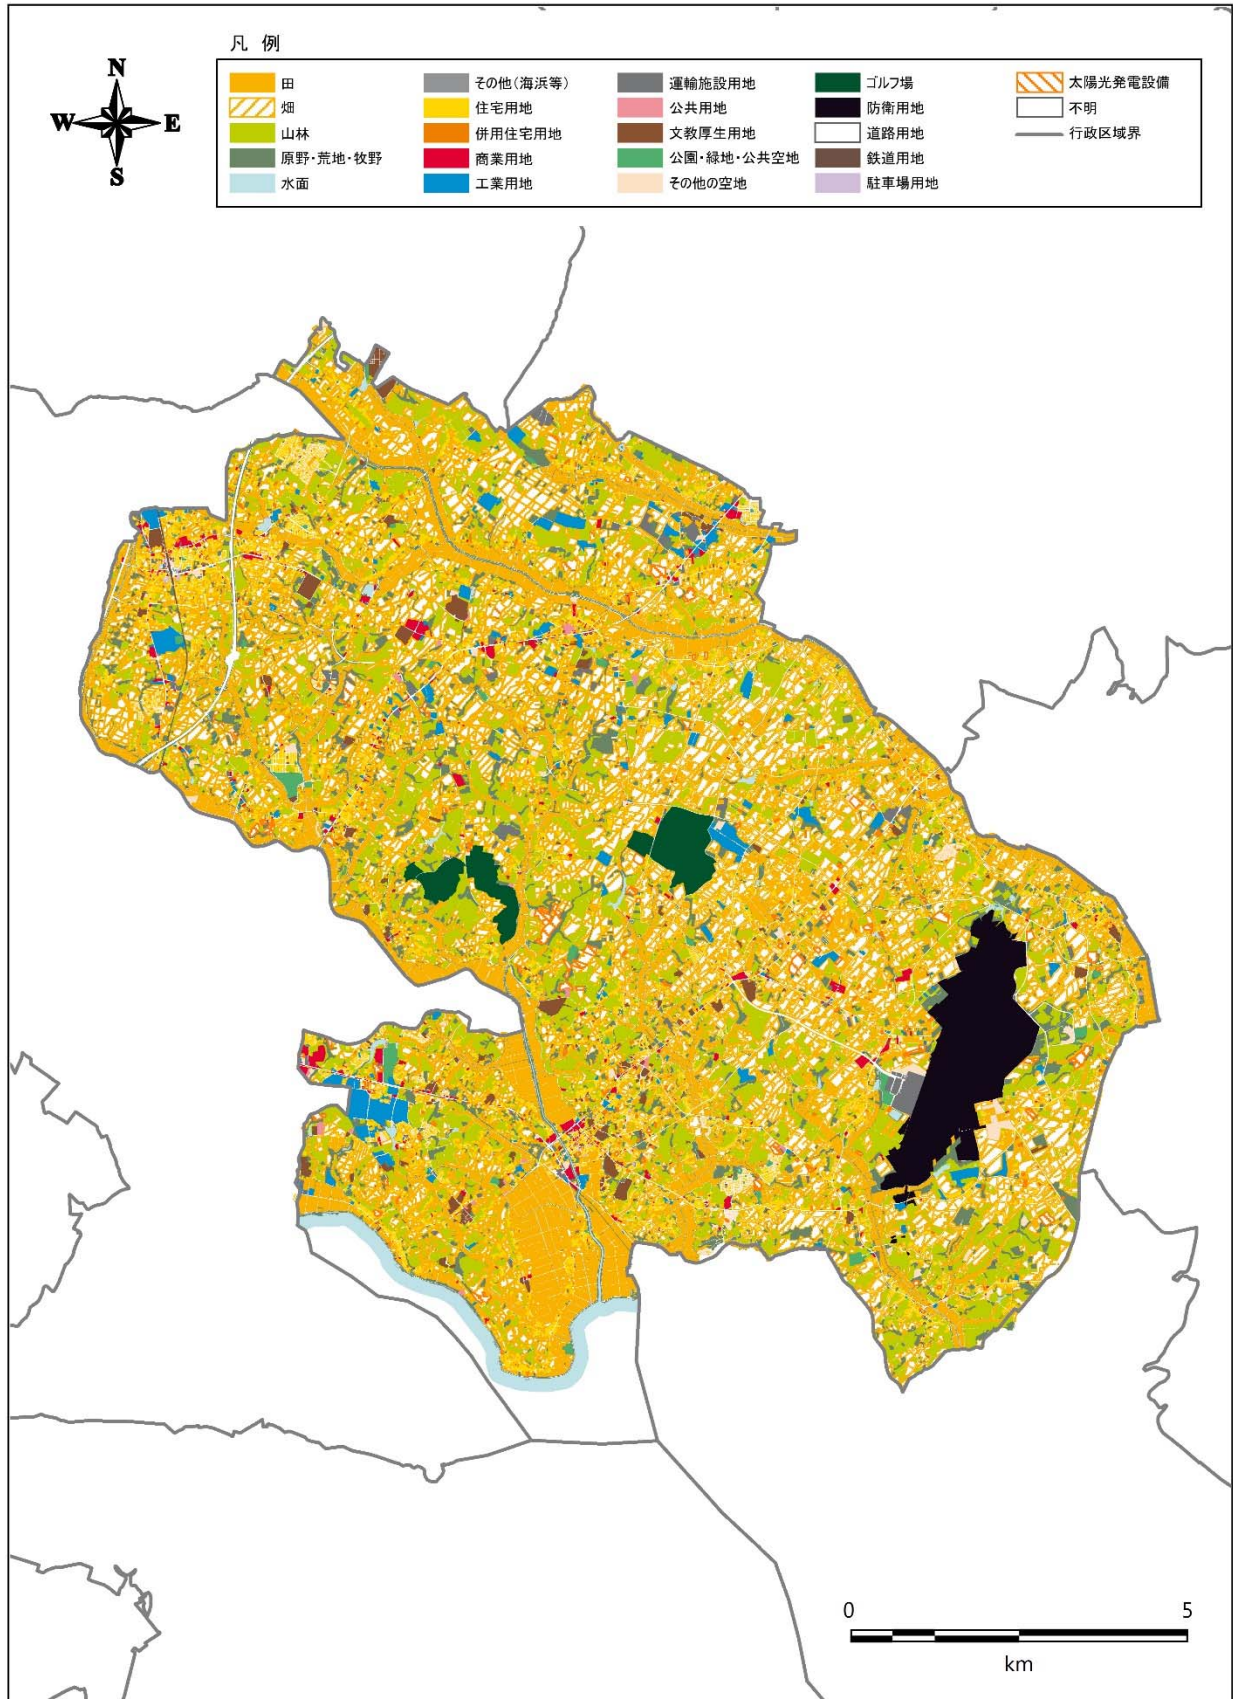 凡 例
N
W E
S
田
畑
山林
原野・荒地・牧野
水面
その他(海浜等)
住宅用地
併用住宅用地
商業用地
工業用地
運輸施設用地
公共用地
文教厚生用地
公園・緑地・公共空地
その他の空地
ゴルフ場
防衛用地
道路用地
鉄道用地
駐車場用地
太陽光発電設備
不明
行政区域界
0 5
km